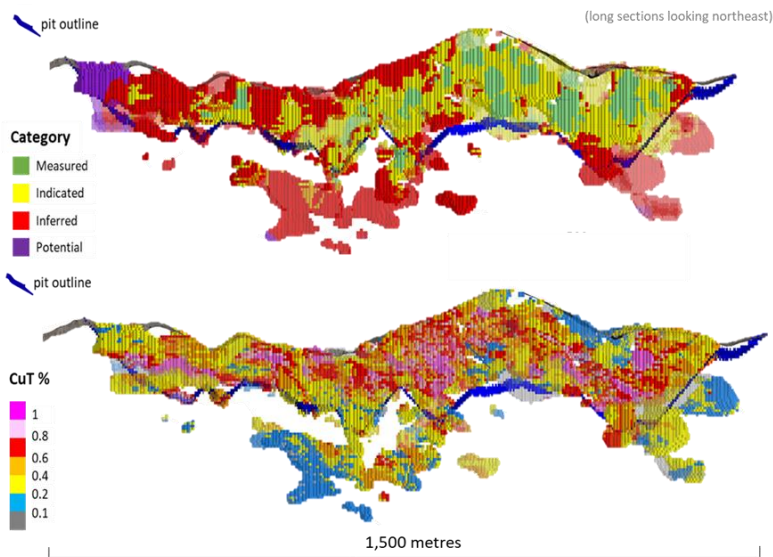 pit outline
(long sections looking northeast)
Category
Measured
Indicated
Inferred
Potential
pit outline
CuT %
1
0.8
0.6
0.4
0.2
0.1
1,500 metres